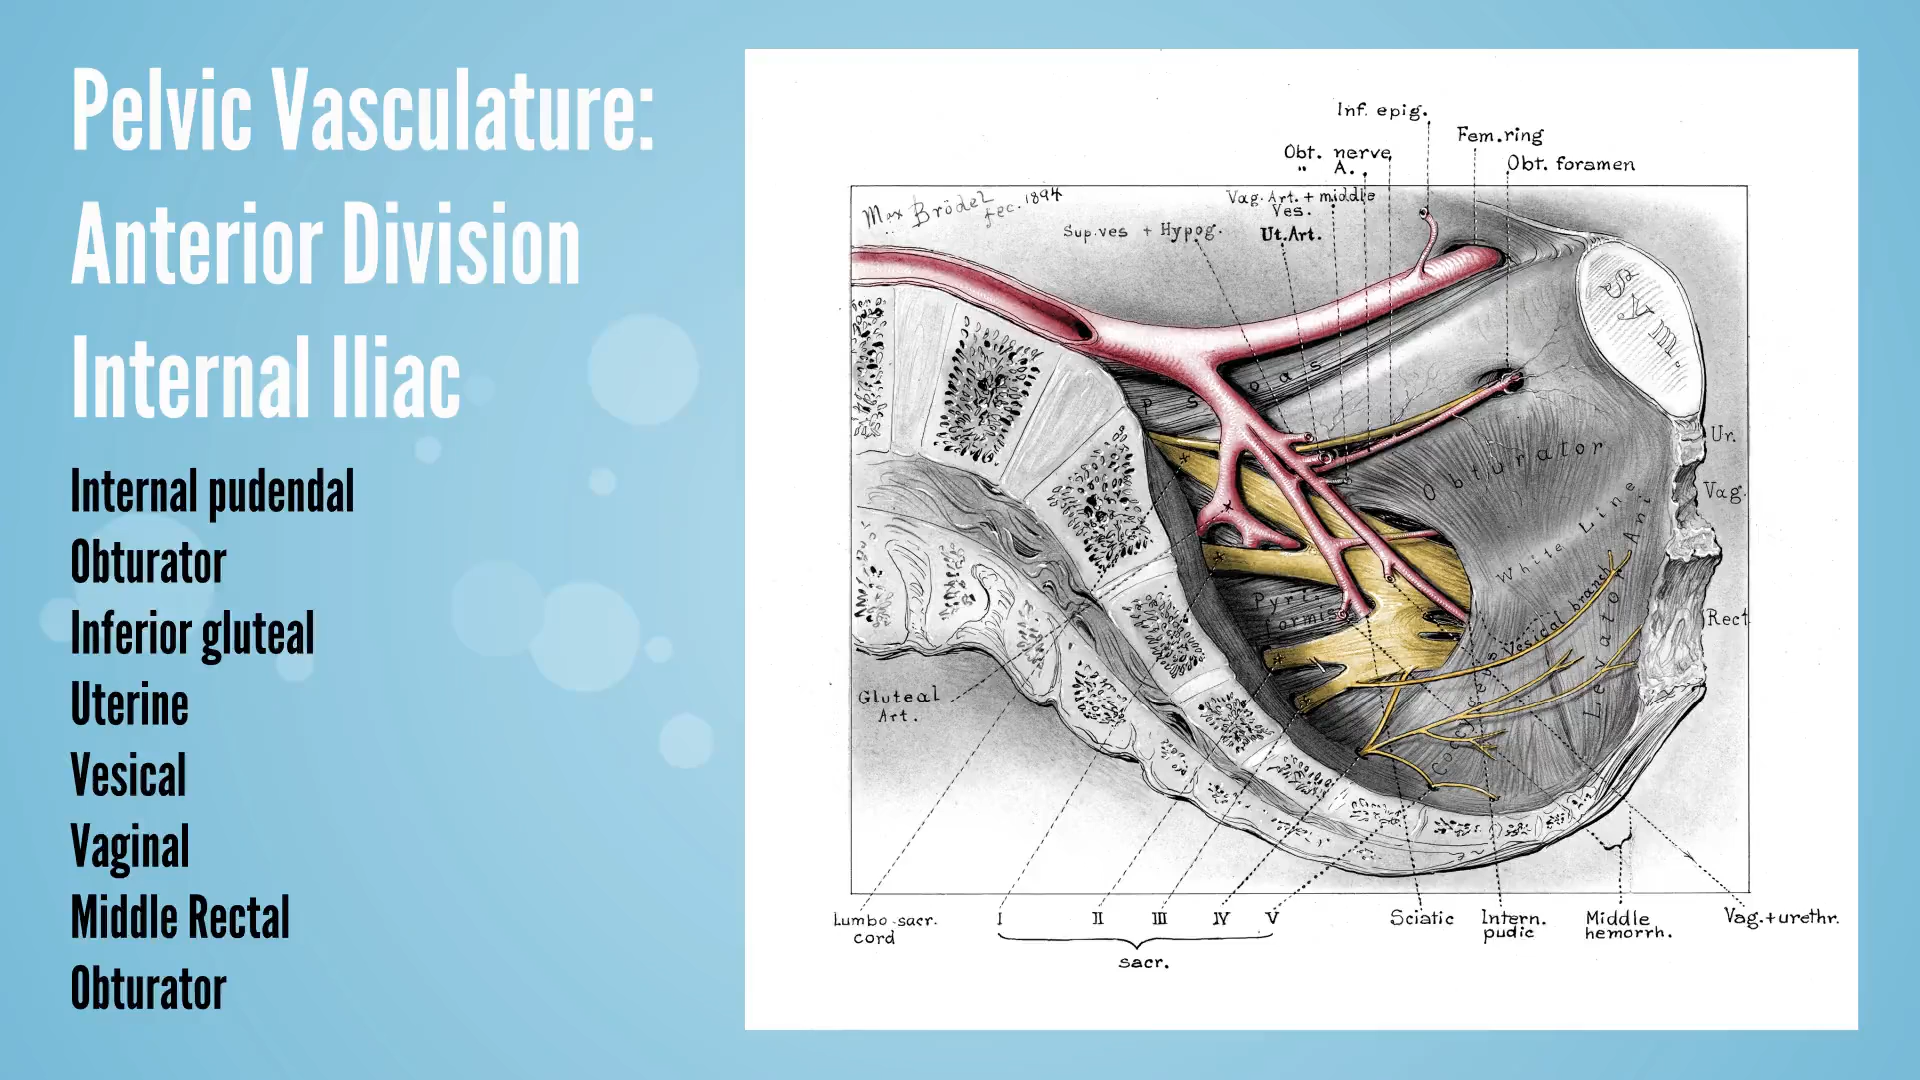 Pelvic Vasculature:
Anterior Division
Internal Iliac
Internal pudendal
Obturator
Inferior gluteal
Uterine
Vesical
Vaginal
Middle Rectal
Obturator
Inf. epig.
Fem. ring
Obt. nerve
" A.
Obt. foramen
Max Brödel fec. 1894
Vag. Art. + middle
Ves.
Sup. ves + Hypog.
Ut. Art.
Sym.
Psoas
Ur.
Obturator
Vag.
White Line
Pyriformis
Vesical branch
Rect
Levator Ani
Coccygeus
Gluteal
Art.
Lumbo-sacr.
cord
I II III IV V
sacr.
Sciatic
Intern.
pudic
Middle
hemorrh.
Vag. + urethr.